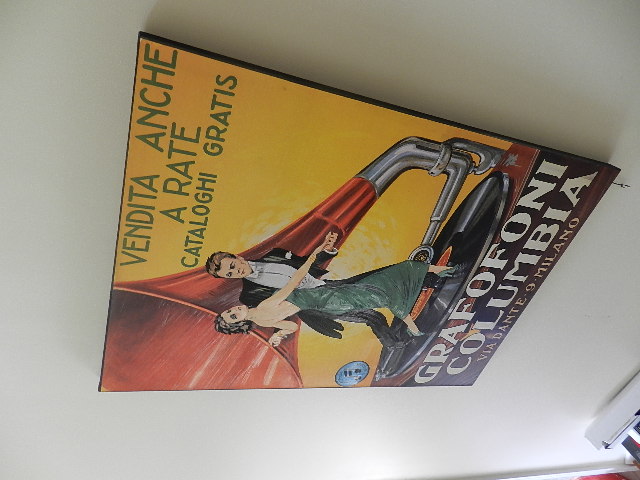 VENDITA ANCHE
A RATE
CATALOGHI GRATIS
GRAFOFONI
COLUMBIA
VIA DANTE·9·MILANO